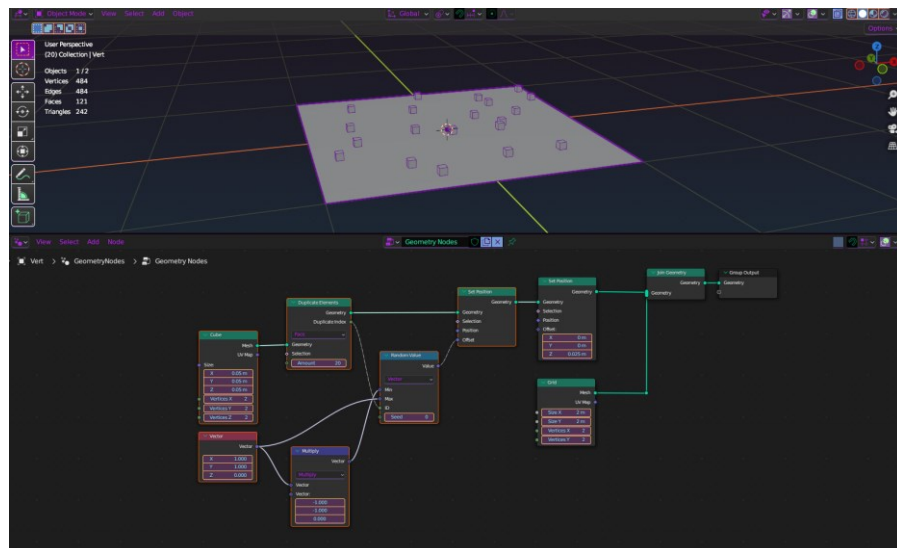 Object Mode View Select Add Object
Global
Options
User Perspective
(20) Collection | Vert
Objects 1/2
Vertices 484
Edges 484
Faces 121
Triangles 242
View Select Add Node
Geometry Nodes
Vert > GeometryNodes > Geometry Nodes
Cube
Mesh
UV Map
Size
X 0.05 m
Y 0.05 m
Z 0.05 m
Vertices X 2
Vertices Y 2
Vertices Z 2
Vector
Vector
X 1.000
Y 1.000
Z 0.000
Duplicate Elements
Geometry
Duplicate Index
Geometry
Selection
Amount 20
Multiply
Vector
Multiply
Vector
Vector
-1.000
-1.000
0.000
Random Value
Value
Vector
Min
Max
ID
Seed 0
Set Position
Geometry
Geometry
Selection
Position
Offset
Set Position
Geometry
Geometry
Selection
Position
Offset
X 0 m
Y 0 m
Z 0.025 m
Grid
Mesh
UV Map
Size X 2 m
Size Y 2 m
Vertices X 2
Vertices Y 2
Join Geometry
Geometry
Geometry
Group Output
Geometry